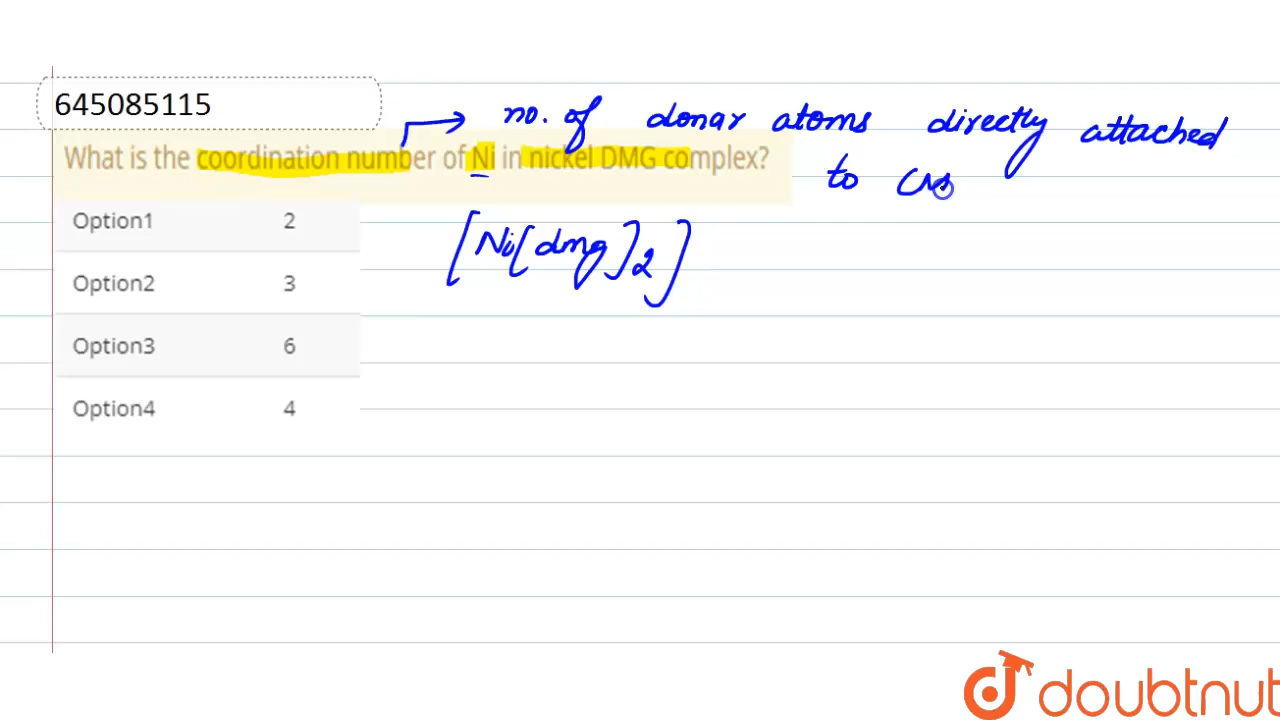 645085115
no. of donar atoms directly attached
What is the coordination number of Ni in nickel DMG complex?
to
Option1 2
[Ni[dmg]2]
Option2 3
Option3 6
Option4 4
doubtnut